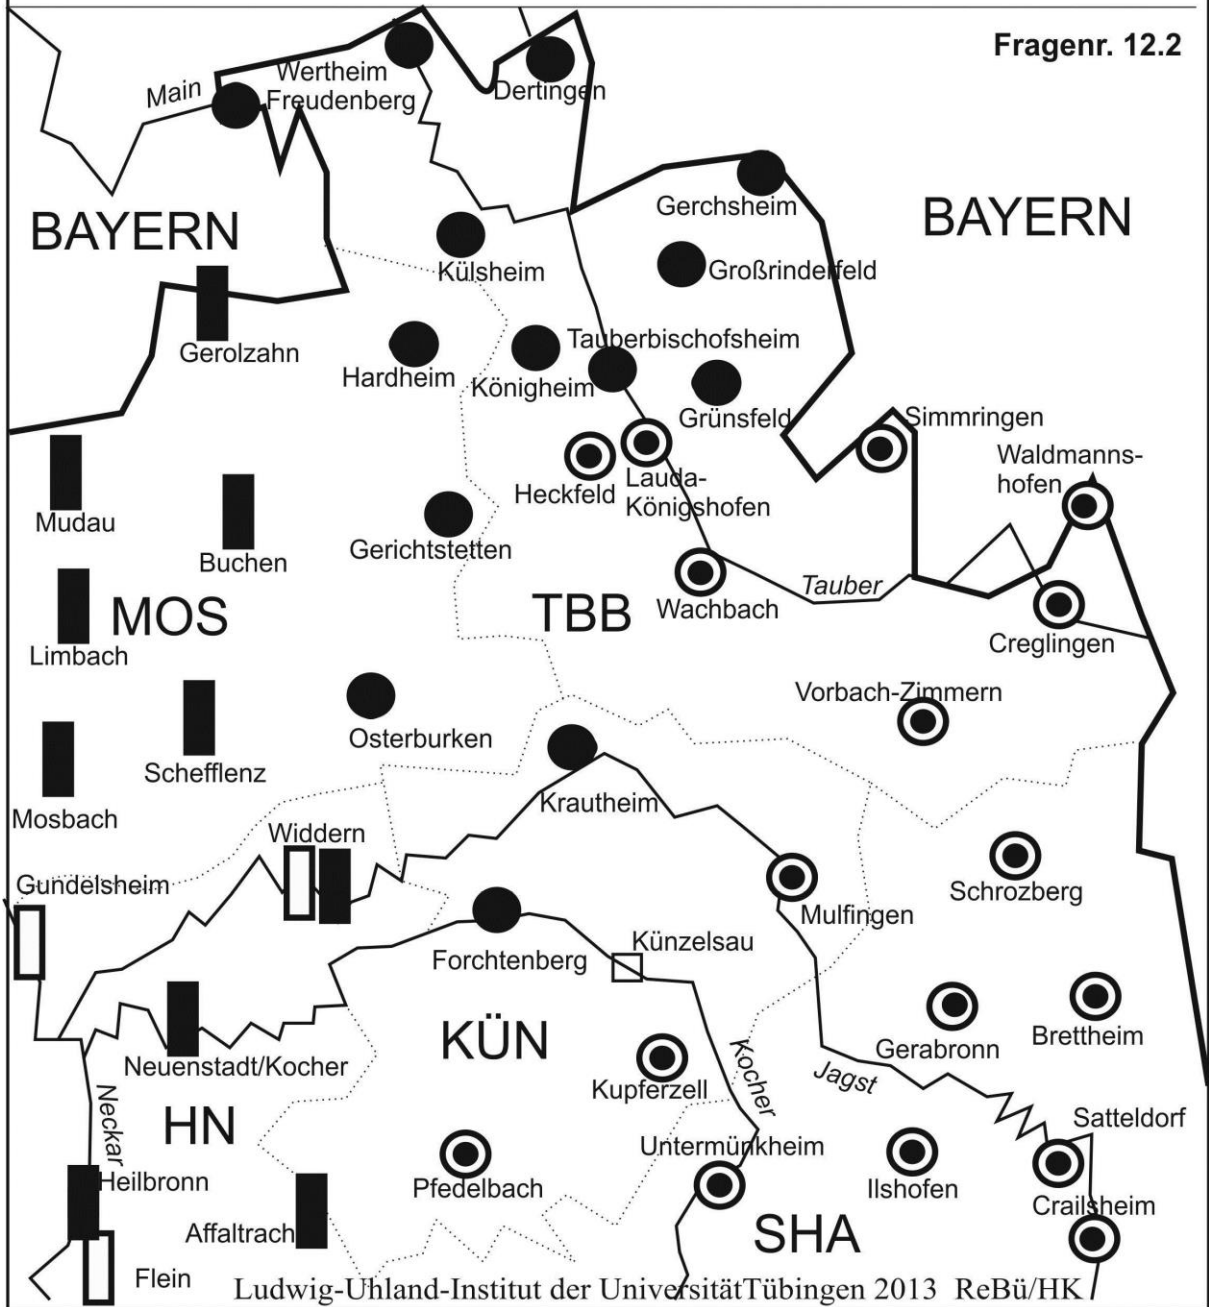 Fragenr. 12.2
Wertheim
Main
Freudenberg
Dertingen
BAYERN
Gerchsheim
BAYERN
Külsheim
Großrinderfeld
Gerolzahn
Hardheim
Tauberbischofsheim
Königheim
Grünsfeld
Simmringen
Waldmanns-
hofen
Mudau
Buchen
Heckfeld
Lauda-
Königshofen
Gerichtstetten
MOS
TBB
Wachbach
Tauber
Limbach
Creglingen
Vorbach-Zimmern
Osterburken
Schefflenz
Mosbach
Krautheim
Widdern
Gundelsheim
Schrozberg
Mulfingen
Forchtenberg
Künzelsau
KÜN
Neuenstadt/Kocher
Kupferzell
Kocher
Jagst
Gerabronn
Brettheim
Neckar
HN
Untermünkheim
Satteldorf
Heilbronn
Pfedelbach
Ilshofen
Crailsheim
Affaltrach
SHA
Flein
Ludwig-Uhland-Institut der UniversitätTübingen 2013 ReBü/HK